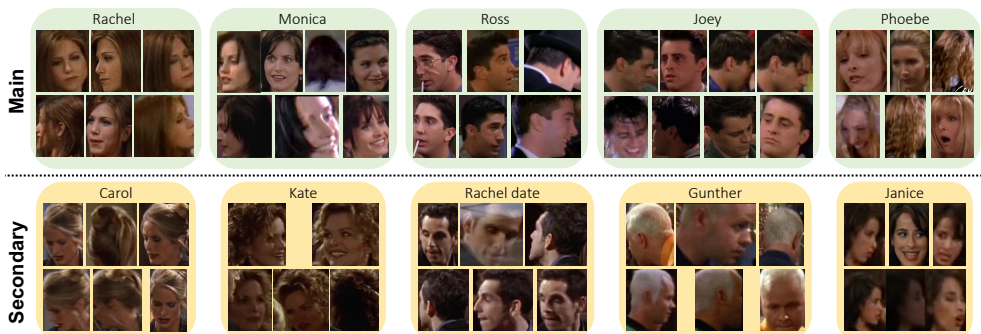 Main
Rachel
Monica
Ross
Joey
Phoebe
Secondary
Carol
Kate
Rachel date
Gunther
Janice